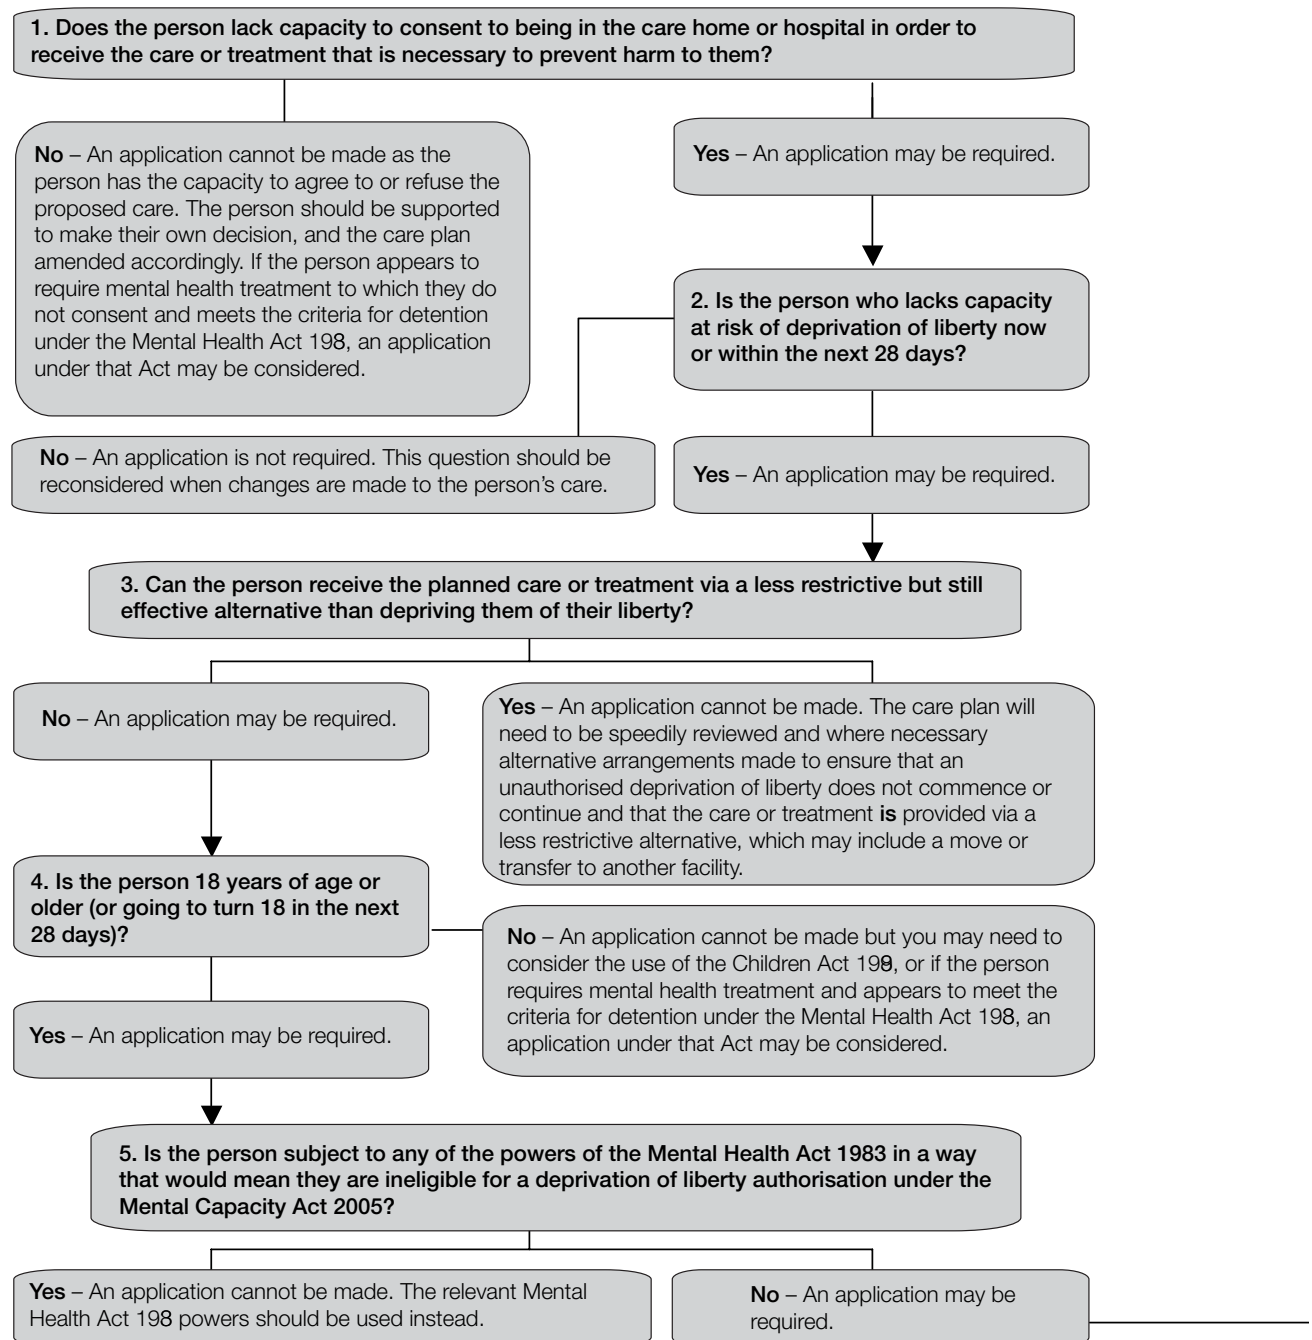 1. Does the person lack capacity to consent to being in the care home or hospital in order to
receive the care or treatment that is necessary to prevent harm to them?
No – An application cannot be made as the
person has the capacity to agree to or refuse the
proposed care. The person should be supported
to make their own decision, and the care plan
amended accordingly. If the person appears to
require mental health treatment to which they do
not consent and meets the criteria for detention
under the Mental Health Act 198, an application
under that Act may be considered.
Yes – An application may be required.
2. Is the person who lacks capacity
at risk of deprivation of liberty now
or within the next 28 days?
No – An application is not required. This question should be
reconsidered when changes are made to the person’s care.
Yes – An application may be required.
3. Can the person receive the planned care or treatment via a less restrictive but still
effective alternative than depriving them of their liberty?
No – An application may be required.
Yes – An application cannot be made. The care plan will
need to be speedily reviewed and where necessary
alternative arrangements made to ensure that an
unauthorised deprivation of liberty does not commence or
continue and that the care or treatment is provided via a
less restrictive alternative, which may include a move or
transfer to another facility.
4. Is the person 18 years of age or
older (or going to turn 18 in the next
28 days)?
No – An application cannot be made but you may need to
consider the use of the Children Act or if the person
requires mental health treatment and appears to meet the
criteria for detention under the Mental Health Act 198, an
application under that Act may be considered.
Yes – An application may be required.
5. Is the person subject to any of the powers of the Mental Health Act 1983 in a way
that would mean they are ineligible for a deprivation of liberty authorisation under the
Mental Capacity Act 2005?
Yes – An application cannot be made. The relevant Mental
Health Act 198 powers should be used instead.
No – An application may be
required.